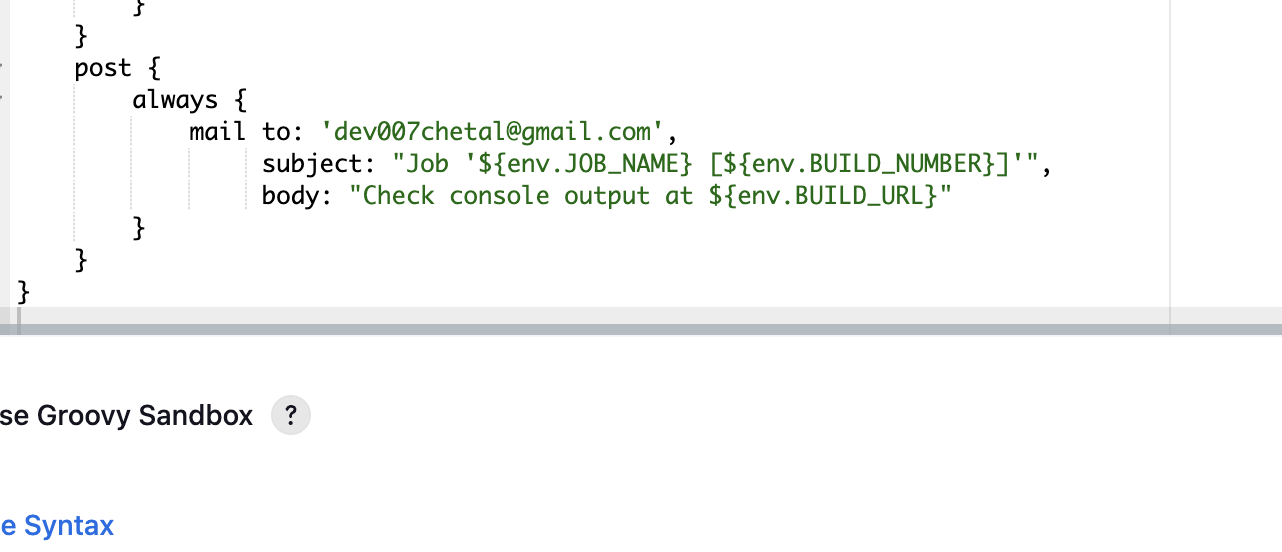 }
}
post {
always {
mail to: 'dev007chetal@gmail.com',
subject: "Job '${env.JOB_NAME} [${env.BUILD_NUMBER}]'",
body: "Check console output at ${env.BUILD_URL}"
}
}
}
se Groovy Sandbox ?
e Syntax